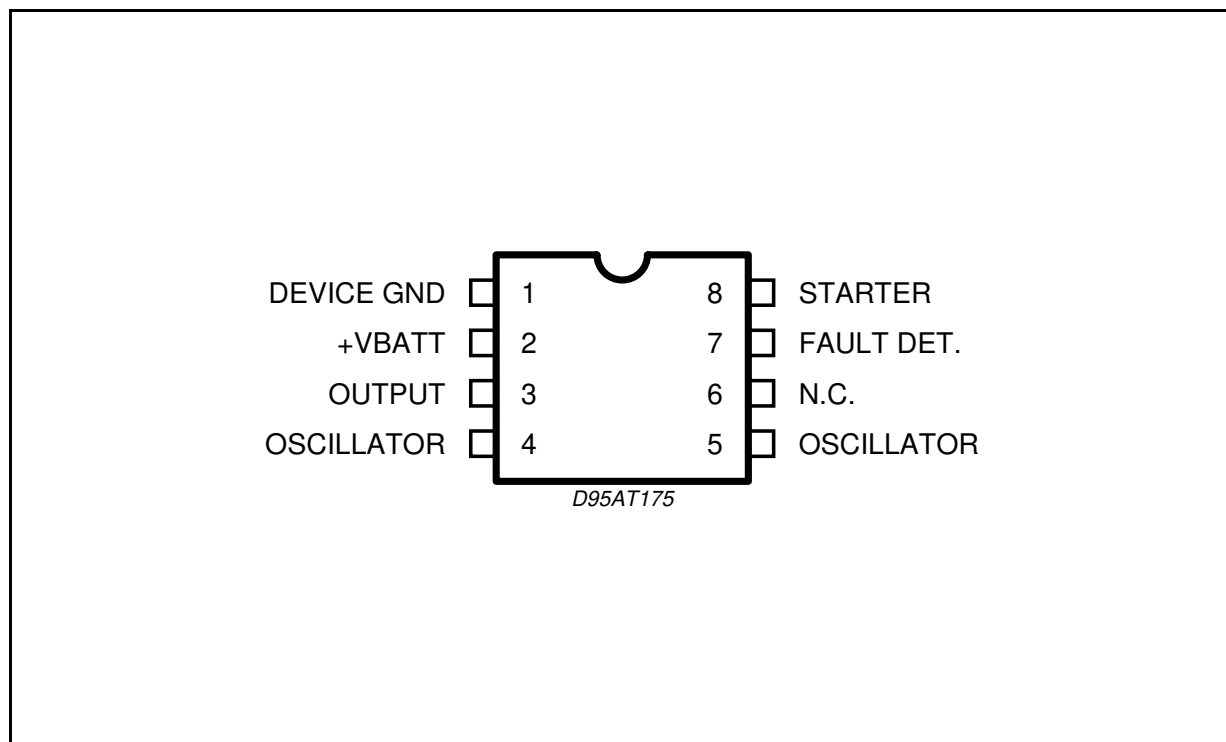 DEVICE GND 1 8 STARTER
+VBATT 2 7 FAULT DET.
OUTPUT 3 6 N.C.
OSCILLATOR 4 5 OSCILLATOR
D95AT175